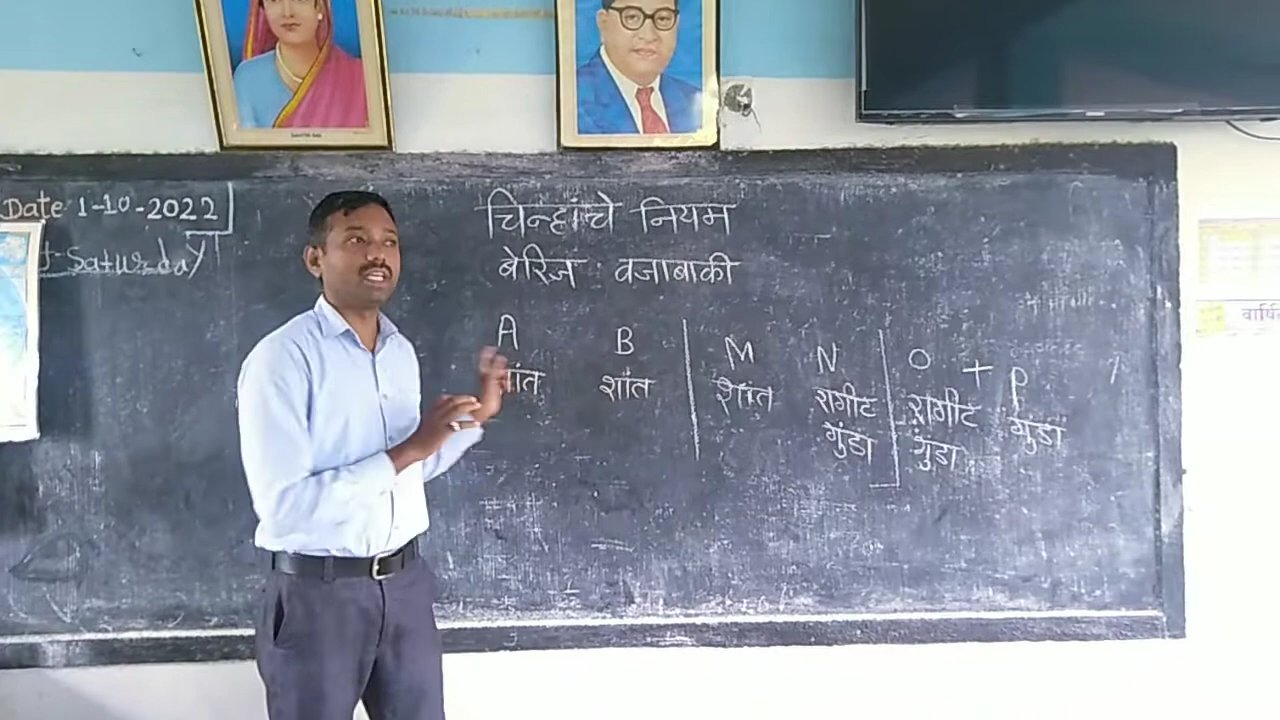 Date 1-10-2022
Saturday
चिन्हांचे नियम
बेरिज वजाबाकी
A B M N O + P
शांत शांत शांत रागीट रागीट गुंडा
गुंडा गुंडा
वार्षि